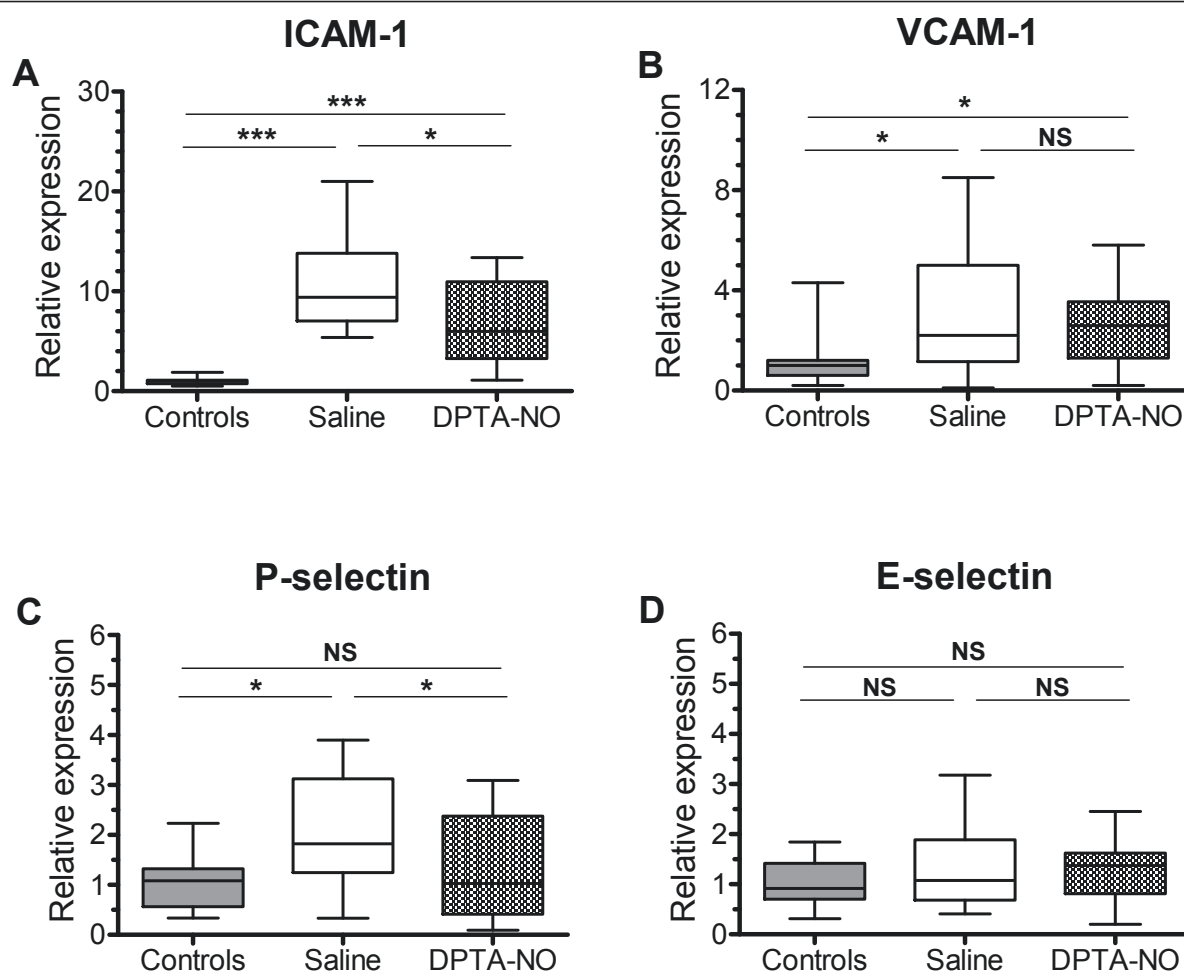 ICAM-1
A
Relative expression
30
20
10
0
***
***
*
Controls Saline DPTA-NO
VCAM-1
B
Relative expression
12
8
4
0
*
*
NS
Controls Saline DPTA-NO
P-selectin
C
Relative expression
6
5
4
3
2
1
0
NS
*
*
Controls Saline DPTA-NO
E-selectin
D
Relative expression
6
5
4
3
2
1
0
NS
NS
NS
Controls Saline DPTA-NO